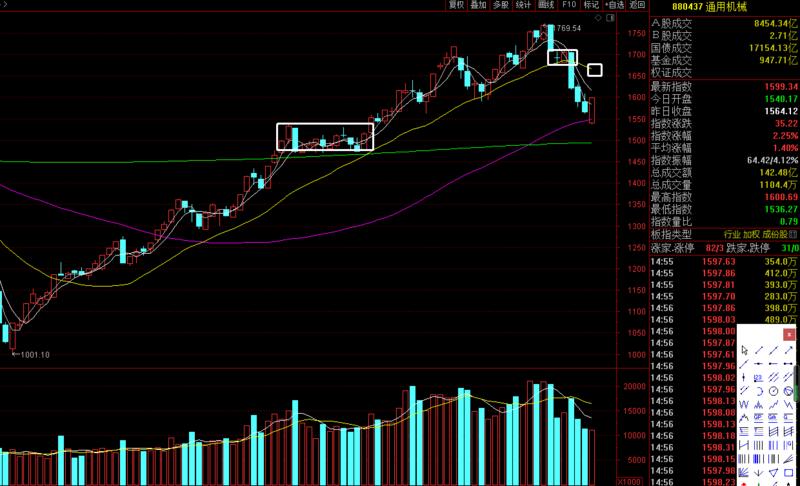 复权 叠加 多股 统计 画线 F10 标记 +自选 返回
880437 通用机械
1769.54
1001.10
1750
1700
1650
1600
1550
1500
1450
1400
1350
1300
1250
1200
1150
1100
1050
1000
20000
15000
10000
5000
X1000
A股成交 8454.34亿
B股成交 2.71亿
国债成交 17154.13亿
基金成交 947.71亿
权证成交
最新指数 1599.34
今日开盘 1540.17
昨日收盘 1564.12
指数涨跌 35.22
指数涨幅 2.25%
平均涨幅 1.40%
指数振幅 64.42/4.12%
总成交额 142.48亿
总成交量 1104.4万
最高指数 1600.69
最低指数 1536.27
指数量比 0.79
板指类型 行业 加权 成份股
涨家.涨停 82/3 跌家.跌停 31/0
14:55 1597.63 354.0万
14:55 1597.86 412.0万
14:55 1597.81 393.0万
14:55 1597.70 283.0万
14:56 1597.86 398.0万
14:56 1598.03 489.0万
14:56 1598.00
14:56 1597.87
14:56 1597.61
14:56 1597.96
14:56 1598.02
14:56 1597.96
14:56 1598.13
14:56 1598.08
14:56 1598.13
14:56 1598.18
14:56 1598.31
14:56 1598.15
14:56 1597.98
14:56 1598.23